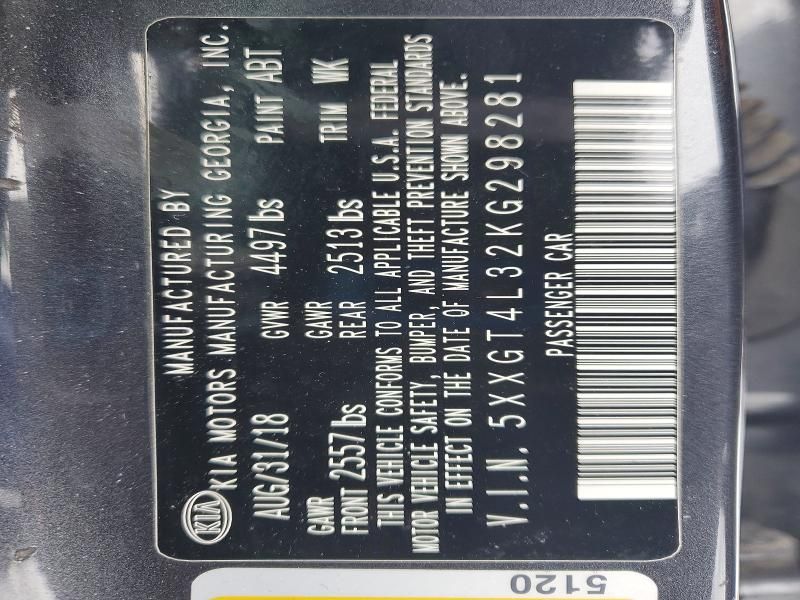 MANUFACTURED BY
KIA KIA MOTORS MANUFACTURING GEORGIA, INC.
AUG/31/18 GVWR 4497lbs PAINT ABT
GAWR GAWR
FRONT 2557lbs REAR 2513lbs TRIM WK
THIS VEHICLE CONFORMS TO ALL APPLICABLE U.S.A. FEDERAL
MOTOR VEHICLE SAFETY, BUMPER, AND THEFT PREVENTION STANDARDS
IN EFFECT ON THE DATE OF MANUFACTURE SHOWN ABOVE.
V.I.N. 5XXGT4L32KG298281
PASSENGER CAR
5120